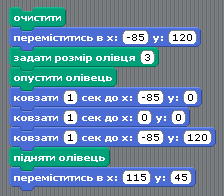 очистити
переміститись в x: -85 y: 120
задати розмір олівця 3
опустити олівець
ковзати 1 сек до x: -85 y: 0
ковзати 1 сек до x: 0 y: 0
ковзати 1 сек до x: -85 y: 120
підняти олівець
переміститись в x: 115 y: 45